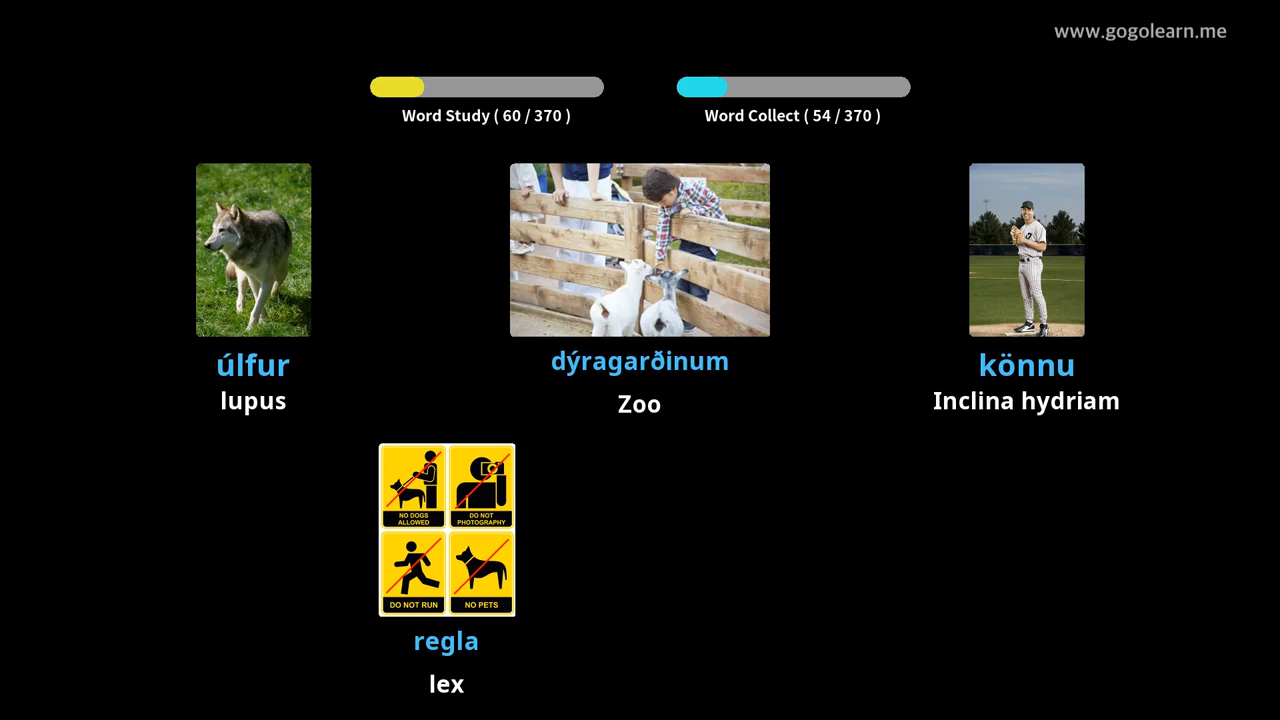 www.gogolearn.me
Word Study ( 60 / 370 )
Word Collect ( 54 / 370 )
úlfur
lupus
dýragarðinum
Zoo
könnu
Inclina hydriam
NO DOGS
ALLOWED
DO NOT
PHOTOGRAPHY
DO NOT RUN
NO PETS
regla
lex